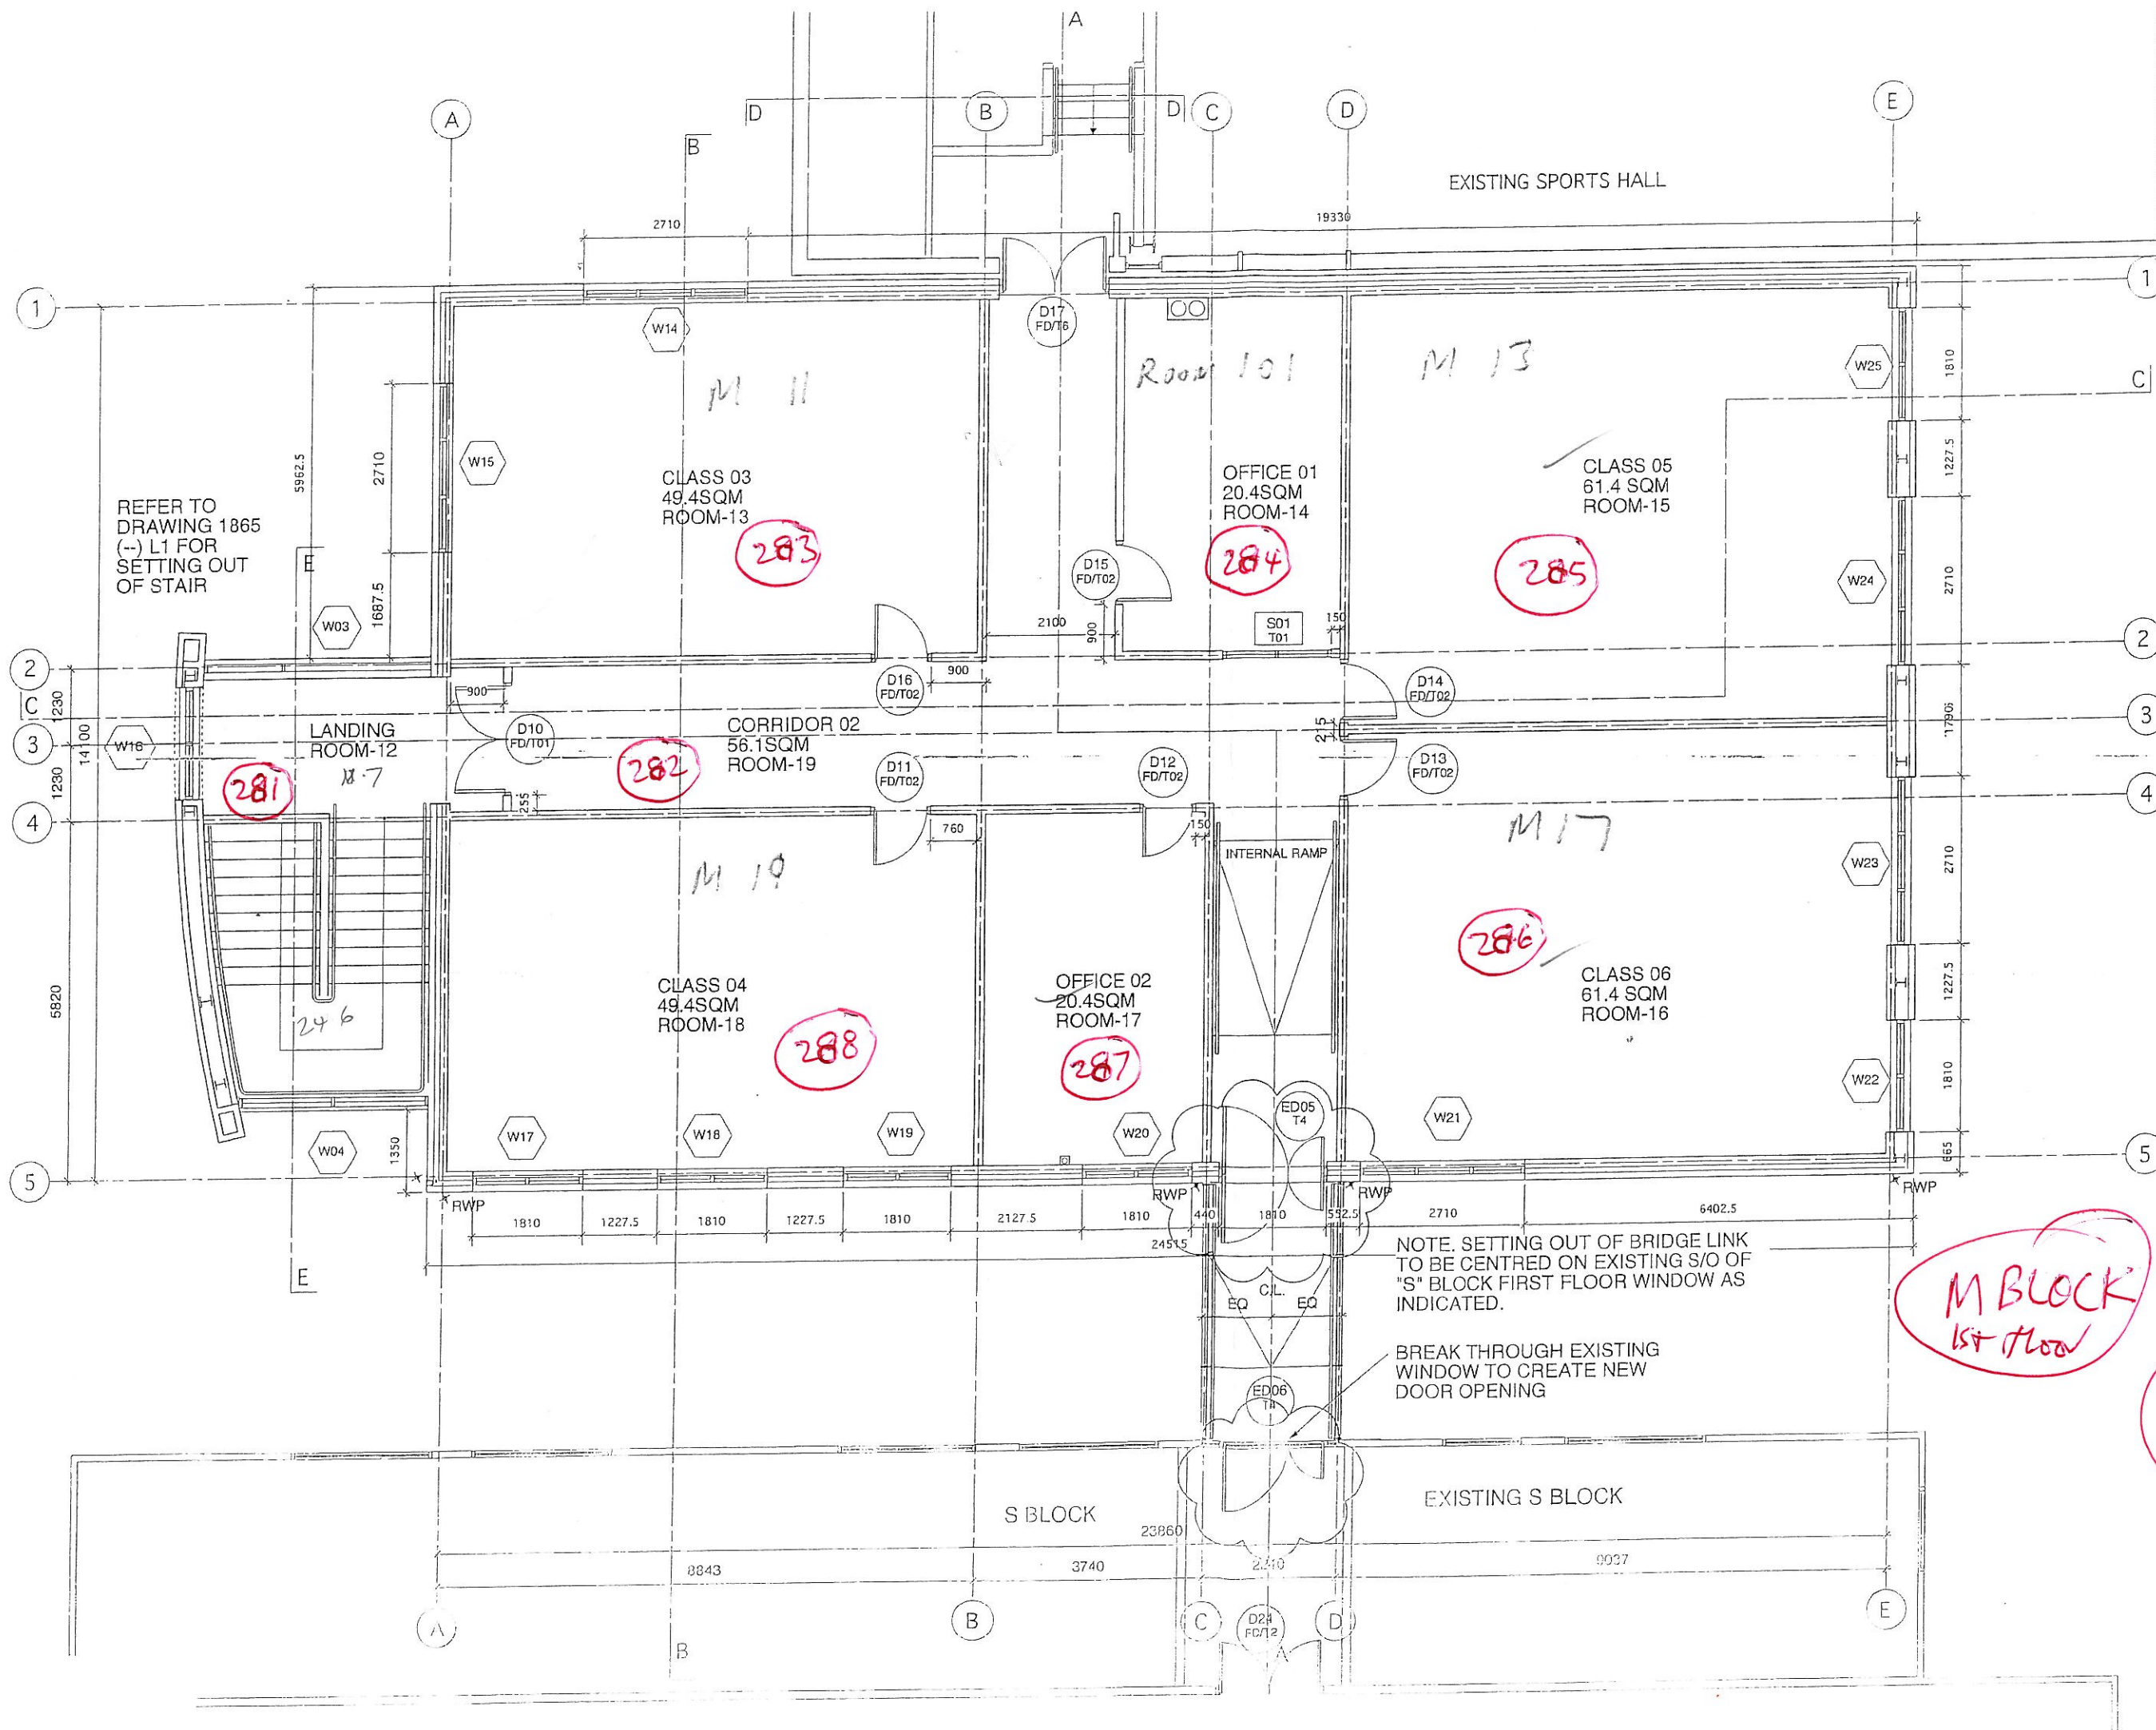 A
D
D
B
A
B
C
D
E
EXISTING SPORTS HALL
2710
19330
1
1
W14
D17
FD/T6
M 11
Room 101
M 13
W25
1810
C
5962.5
2710
W15
CLASS 03
49.4SQM
ROOM-13
283
OFFICE 01
20.4SQM
ROOM-14
284
CLASS 05
61.4 SQM
ROOM-15
285
1227.5
REFER TO
DRAWING 1865
(--) L1 FOR
SETTING OUT
OF STAIR
E
D15
FD/T02
W24
2710
1687.5
W03
2100
900
S01
T01
150
2
2
900
D16
FD/T02
900
D14
FD/T02
C
1230
14100
3
3
W16
LANDING
ROOM-12
281
D10
FD/T01
282
CORRIDOR 02
56.1SQM
ROOM-19
D11
FD/T02
D12
FD/T02
D13
FD/T02
1230
255
4
4
760
150
INTERNAL RAMP
M 19
M 17
W23
2710
286
5820
CLASS 04
49.4SQM
ROOM-18
288
OFFICE 02
20.4SQM
ROOM-17
287
CLASS 06
61.4 SQM
ROOM-16
1227.5
246
W22
1810
ED05
T4
W21
W17
W18
W19
W20
W04
1350
665
5
5
RWP
RWP
RWP
RWP
1810
1227.5
1810
1227.5
1810
2127.5
1810
440
1810
552.5
2710
6402.5
24515
E
NOTE. SETTING OUT OF BRIDGE LINK
TO BE CENTRED ON EXISTING S/O OF
"S" BLOCK FIRST FLOOR WINDOW AS
INDICATED.
C.L.
EQ
EQ
M BLOCK
1st floor
BREAK THROUGH EXISTING
WINDOW TO CREATE NEW
DOOR OPENING
ED06
S BLOCK
EXISTING S BLOCK
23860
8843
3740
9037
A
B
C
D
E
B
A